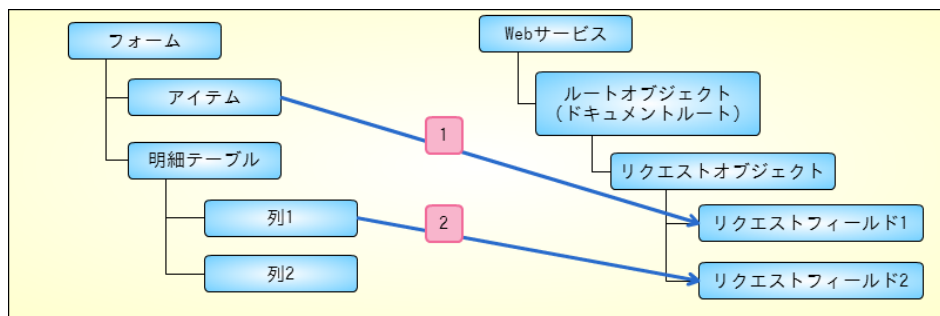 フォーム
アイテム
明細テーブル
列1
列2
1
2
Webサービス
ルートオブジェクト
(ドキュメントルート)
リクエストオブジェクト
リクエストフィールド1
リクエストフィールド2